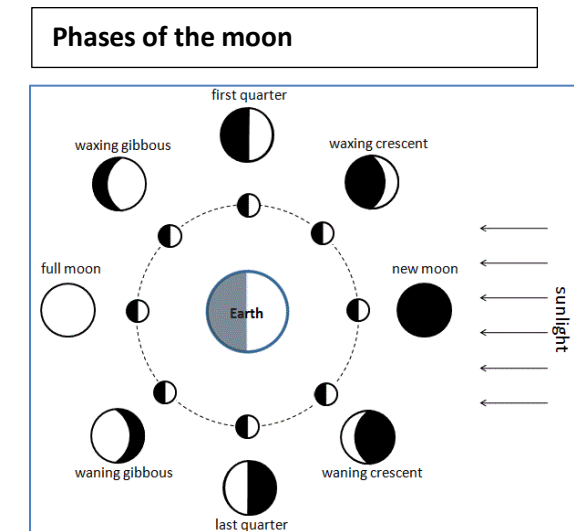 Phases of the moon
first quarter
waxing gibbous
waxing crescent
full moon
new moon
Earth
sunlight
waning gibbous
waning crescent
last quarter